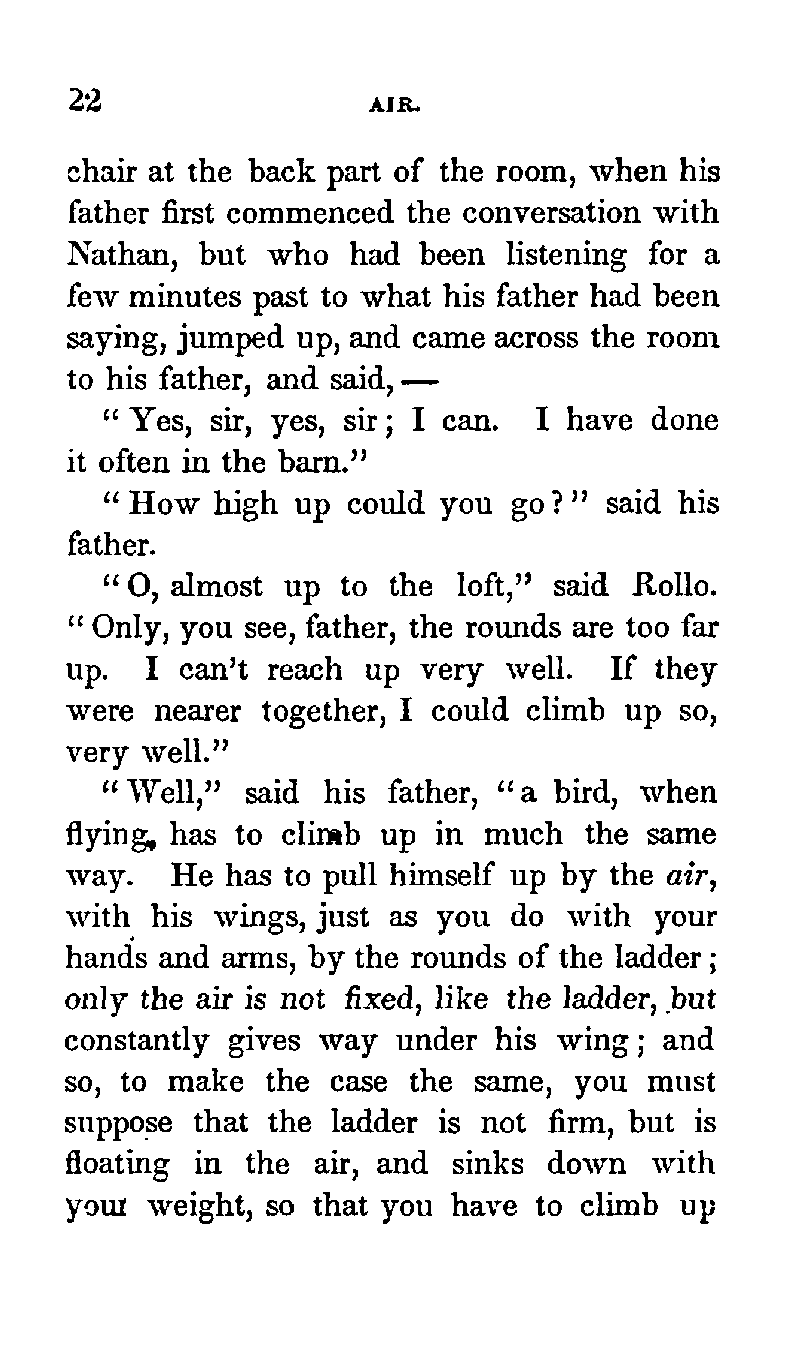 22 AIR.
chair at the back part of the room, when his
father first commenced the conversation with
Nathan, but who had been listening for a
few minutes past to what his father had been
saying, jumped up, and came across the room
to his father, and said, —
“ Yes, sir, yes, sir; I can. I have done
it often in the barn.”
“ How high up could you go?” said his
father.
“ O, almost up to the loft,” said Rollo.
“ Only, you see, father, the rounds are too far
up. I can’t reach up very well. If they
were nearer together, I could climb up so,
very well.”
“ Well,” said his father, “a bird, when
flying, has to climb up in much the same
way. He has to pull himself up by the air,
with his wings, just as you do with your
hands and arms, by the rounds of the ladder;
only the air is not fixed, like the ladder, but
constantly gives way under his wing; and
so, to make the case the same, you must
suppose that the ladder is not firm, but is
floating in the air, and sinks down with
your weight, so that you have to climb up